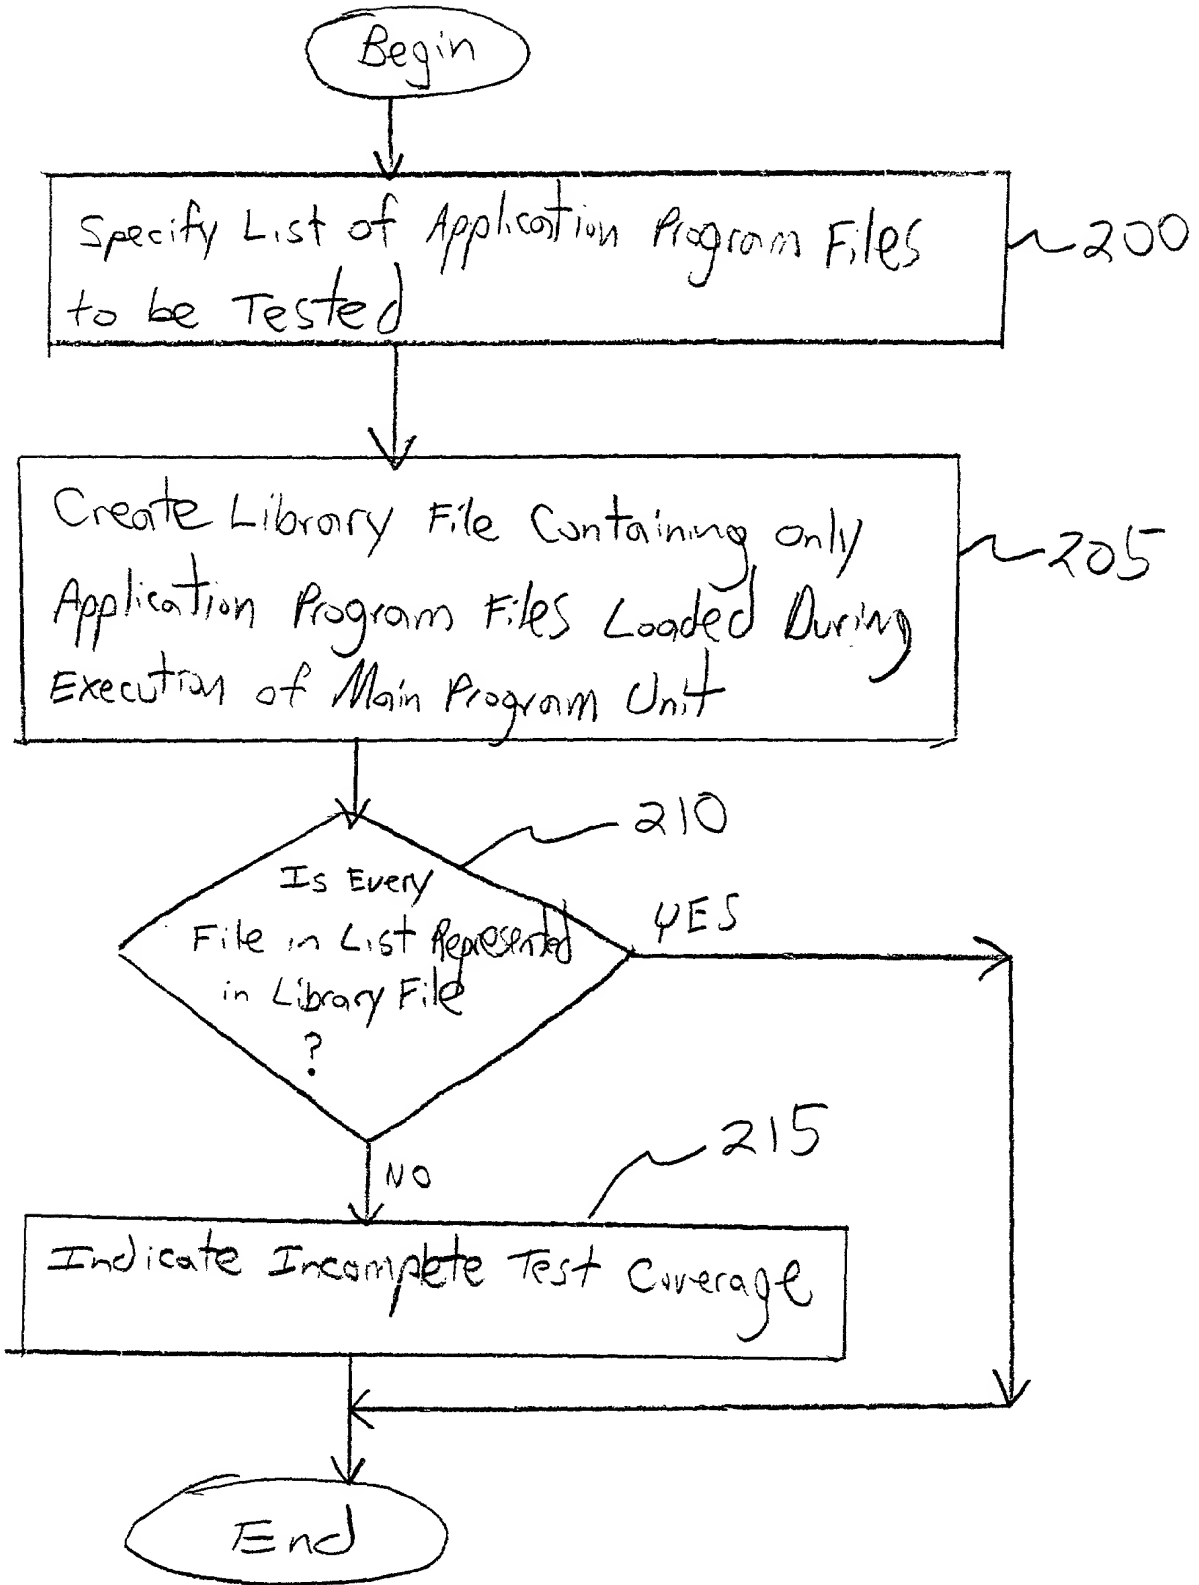 Begin
Specify List of Application Program Files
to be Tested
200
Create Library File Containing only
Application Program Files Loaded During
Execution of Main Program Unit
205
210
Is Every
File in List Represented
in Library File
?
YES
NO
215
Indicate Incomplete Test Coverage
End